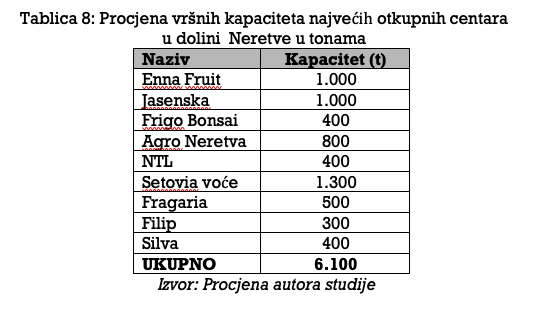 Tablica 8: Procjena vršnih kapaciteta najvećih otkupnih centara
u dolini Neretve u tonama
Naziv Kapacitet (t)
Enna Fruit 1.000
Jasenska 1.000
Frigo Bonsai 400
Agro Neretva 800
NTL 400
Setovia voće 1.300
Fragaria 500
Filip 300
Silva 400
UKUPNO 6.100
Izvor: Procjena autora studije